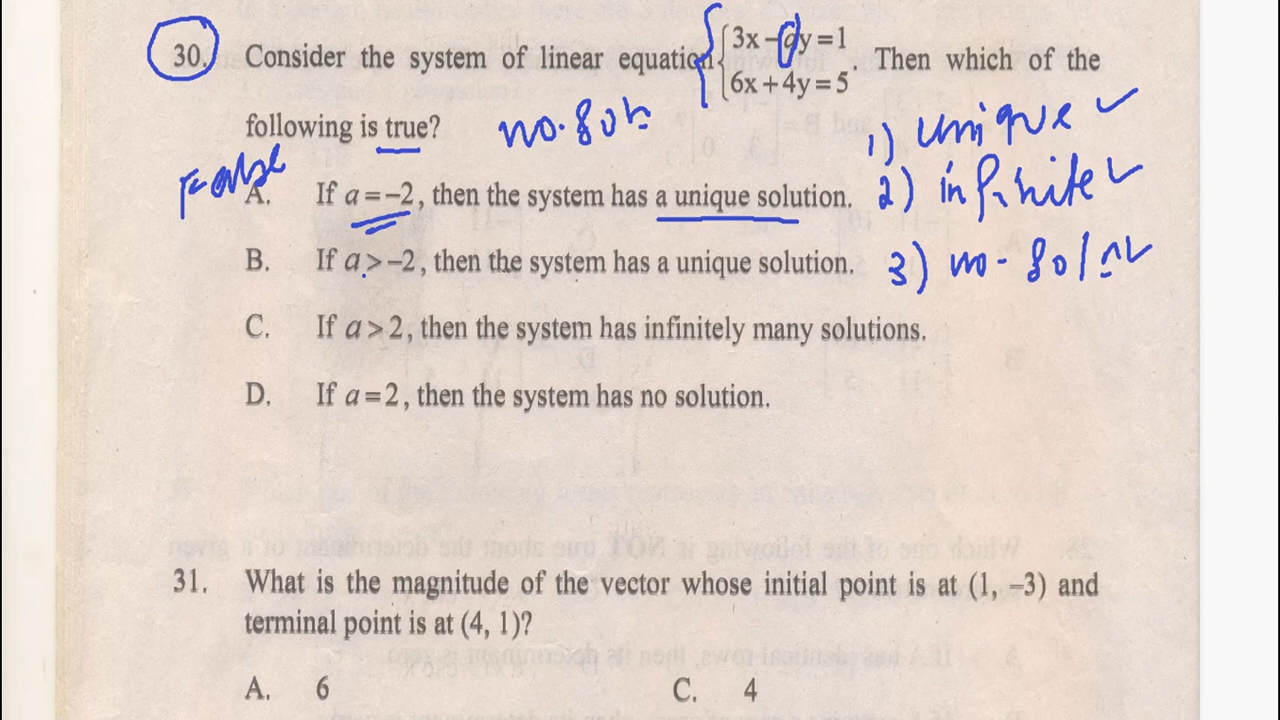 30. Consider the system of linear equation { 3x – ay = 1
6x + 4y = 5 . Then which of the
following is true? no. soln
1) unique ✓
False
A. If a = –2, then the system has a unique solution.
2) infinite ✓
B. If a > –2, then the system has a unique solution.
3) no - soln ✓
C. If a > 2, then the system has infinitely many solutions.
D. If a = 2, then the system has no solution.
31. What is the magnitude of the vector whose initial point is at (1, –3) and
terminal point is at (4, 1)?
A. 6 C. 4